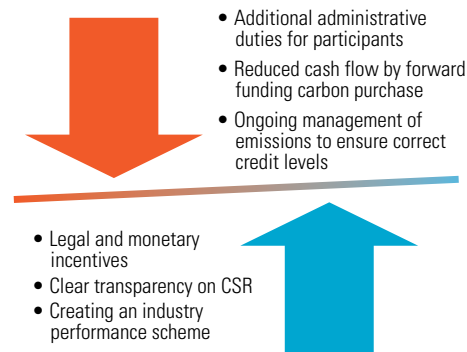 • Additional administrative
duties for participants
• Reduced cash flow by forward
funding carbon purchase
• Ongoing management of
emissions to ensure correct
credit levels
• Legal and monetary
incentives
• Clear transparency on CSR
• Creating an industry
performance scheme